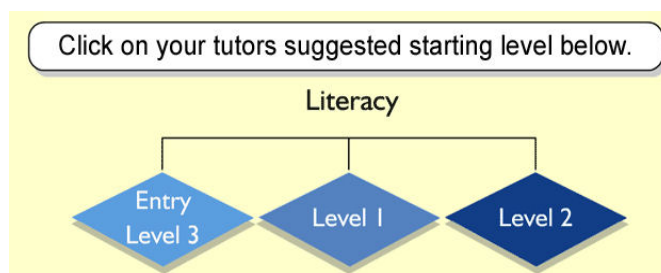 Click on your tutors suggested starting level below.
Literacy
Entry
Level 3
Level 1
Level 2